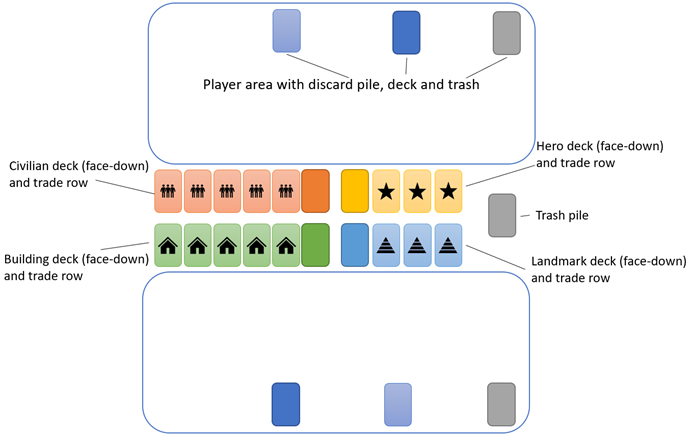 Player area with discard pile, deck and trash
Hero deck (face-down)
and trade row
Civilian deck (face-down)
and trade row
Trash pile
Building deck (face-down)
and trade row
Landmark deck (face-down)
and trade row